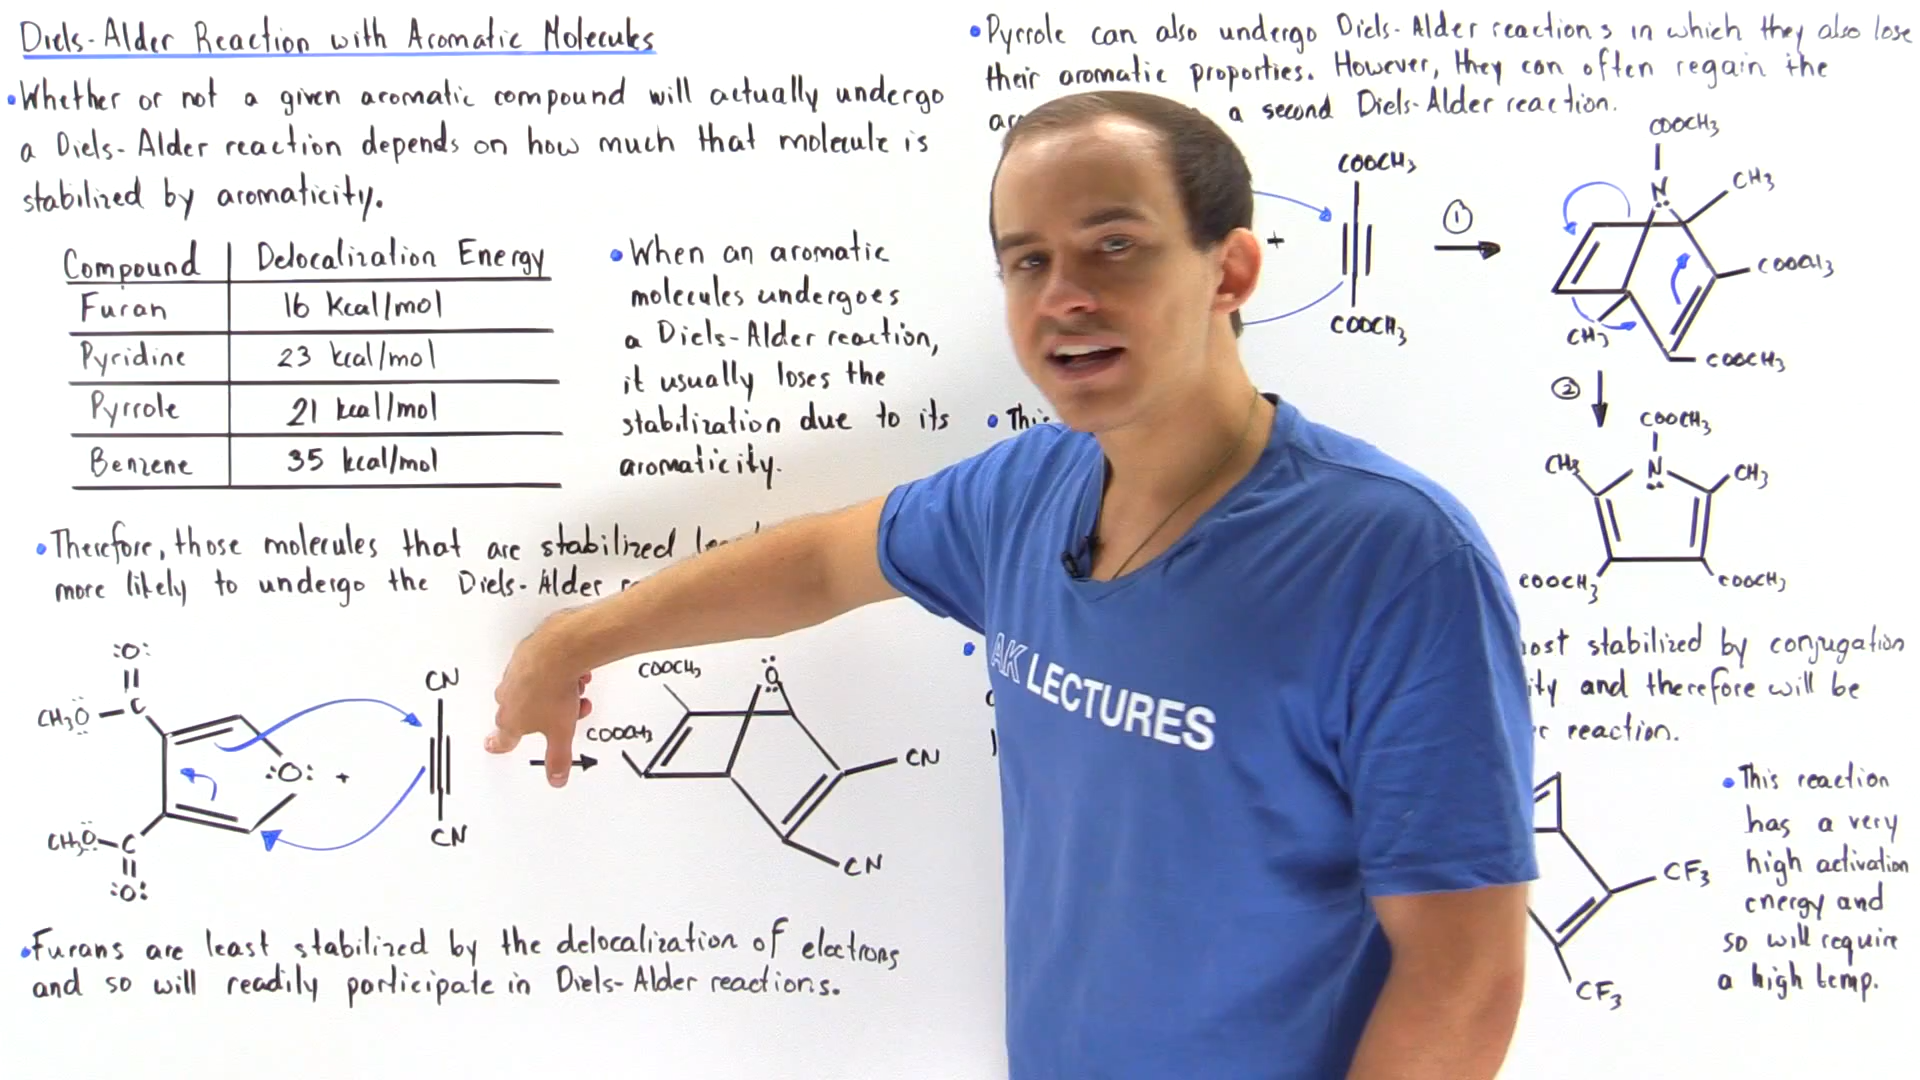 Diels-Alder Reaction with Aromatic Molecules
•Whether or not a given aromatic compound will actually undergo
a Diels-Alder reaction depends on how much that molecule is
stabilized by aromaticity.
Compound Delocalization Energy
Furan 16 kcal/mol
Pyridine 23 kcal/mol
Pyrrole 21 kcal/mol
Benzene 35 kcal/mol
•When an aromatic
molecules undergoes
a Diels-Alder reaction,
it usually loses the
stabilization due to its
aromaticity.
•Therefore, those molecules that are stabilized
more likely to undergo the Diels-Alder
:O:
CH3O C
CN
:O: +
CH3O C
CN
:O:
COOCH3
O
COOCH3
CN
CN
•Furans are least stabilized by the delocalization of electrons
and so will readily participate in Diels-Alder reactions.
•Pyrrole can also undergo Diels-Alder reactions in which they also lose
their aromatic proporties. However, they can often regain the
a second Diels-Alder reaction.
COOCH3
+
COOCH3
1
COOCH3
N
CH3
COOCH3
CH3
COOCH3
2
COOCH3
CH3 N CH3
COOCH3 COOCH3
stabilized by conjugation
and therefore will be
reaction.
CF3
CF3
•This reaction
has a very
high activation
energy and
so will require
a high temp.
AK LECTURES